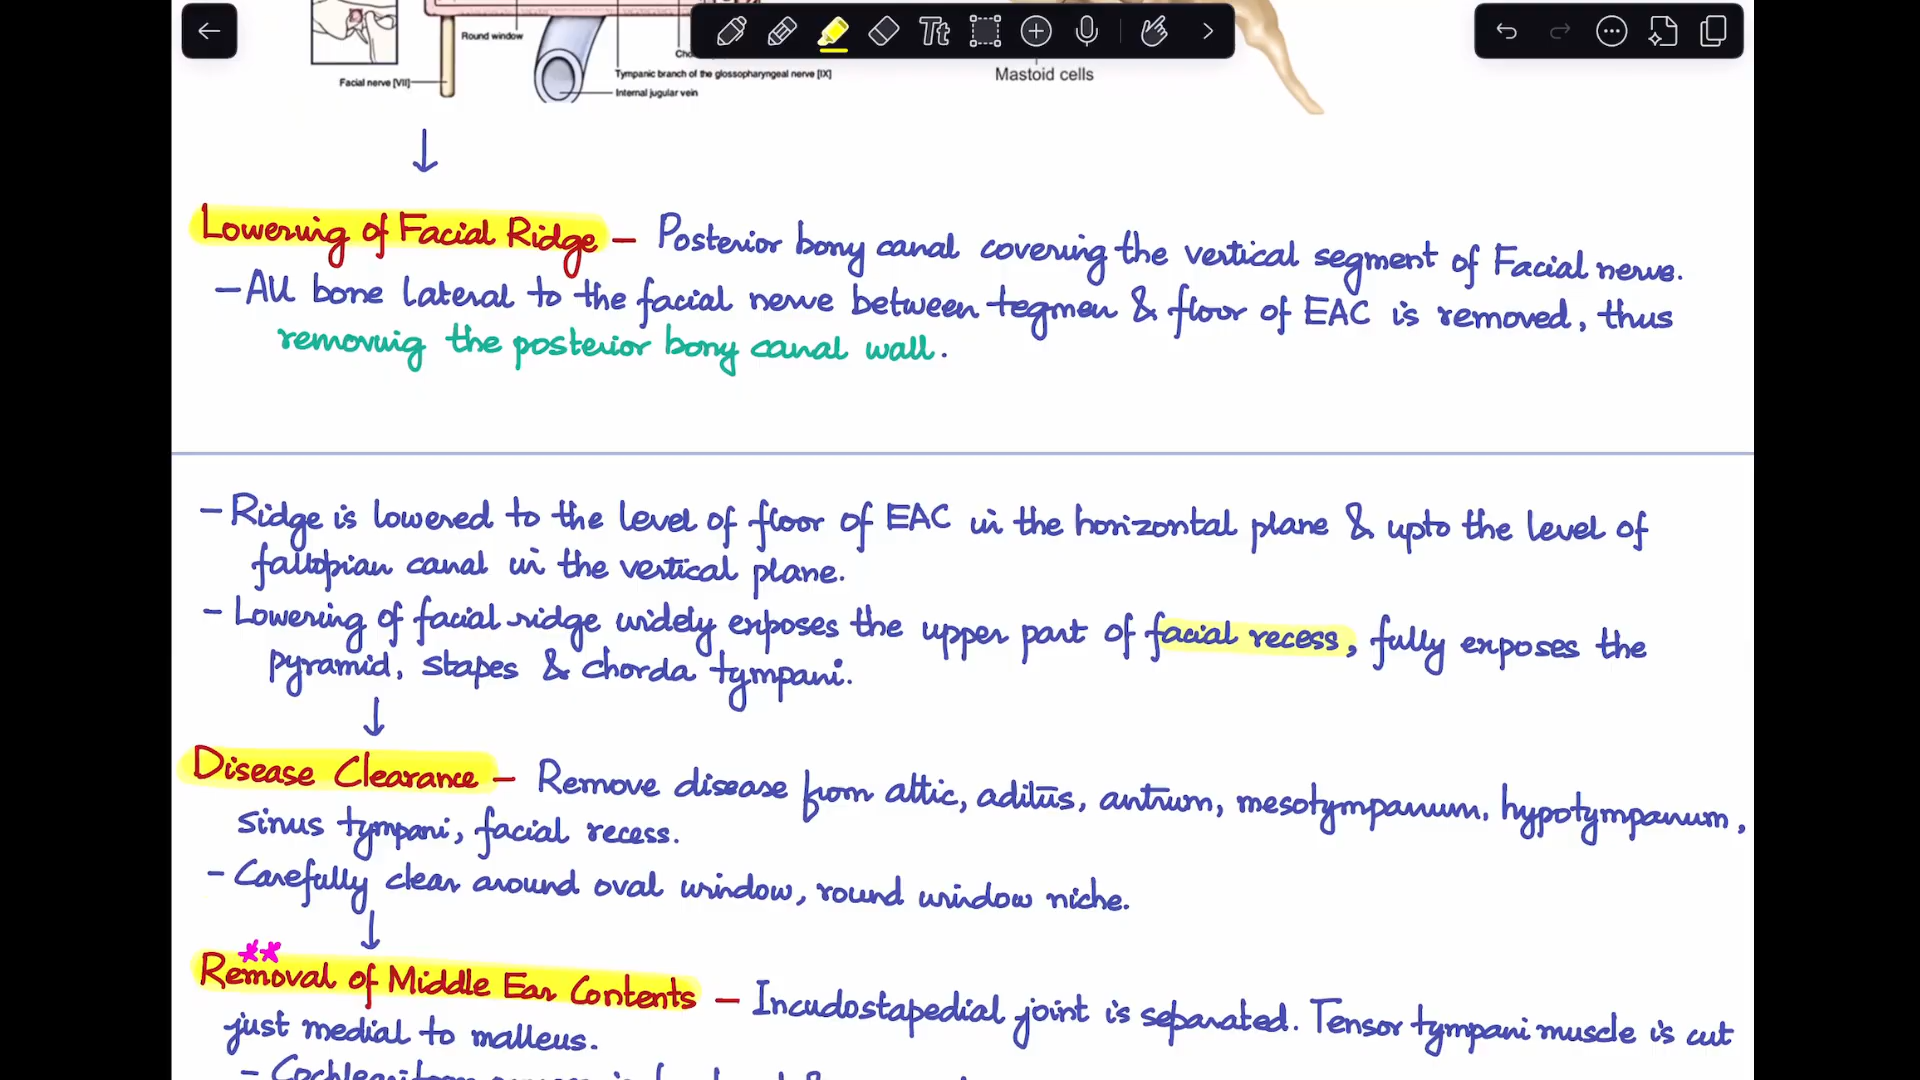 Round window
Cho
Tympanic branch of the glossopharyngeal nerve [IX]
Facial nerve [VII]
Internal jugular vein
Tt
Mastoid cells
↓
Lowering of Facial Ridge – Posterior bony canal covering the vertical segment of Facial nerve.
– All bone lateral to the facial nerve between tegmen & floor of EAC is removed, thus
removing the posterior bony canal wall.
– Ridge is lowered to the level of floor of EAC in the horizontal plane & upto the level of
fallopian canal in the vertical plane.
– Lowering of facial ridge widely exposes the upper part of facial recess, fully exposes the
pyramid, stapes & chorda tympani.
↓
Disease Clearance – Remove disease from attic, aditus, antrum, mesotympanum, hypotympanum,
sinus tympani, facial recess.
– Carefully clear around oval window, round window niche.
↓
**
Removal of Middle Ear Contents – Incudostapedial joint is separated. Tensor tympani muscle is cut
just medial to malleus.